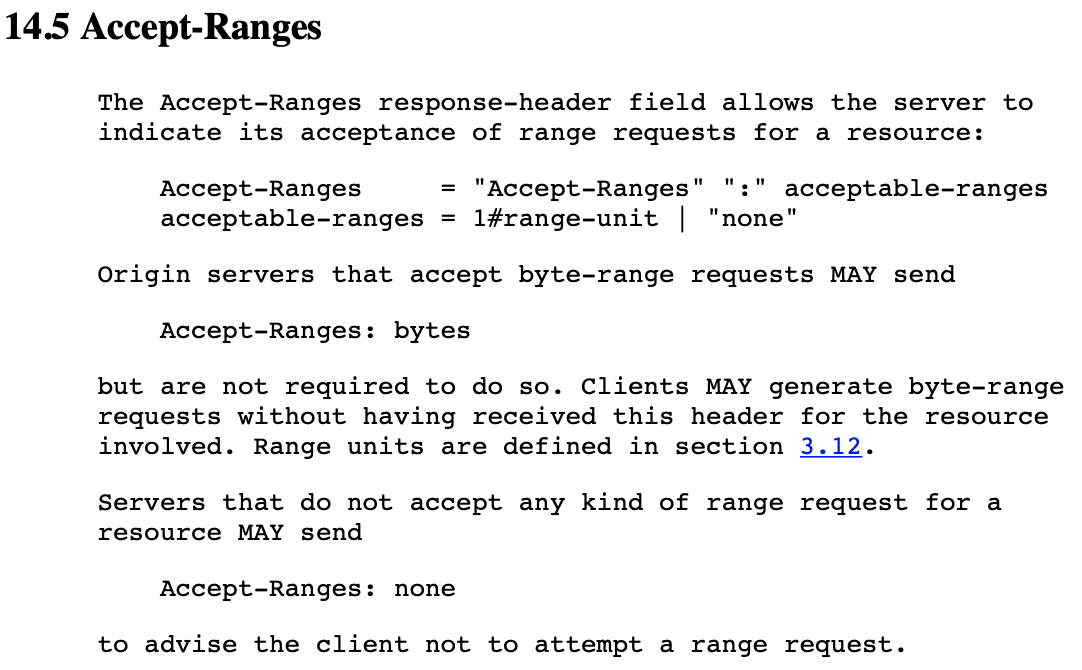 14.5 Accept-Ranges
The Accept-Ranges response-header field allows the server to
indicate its acceptance of range requests for a resource:
Accept-Ranges     = "Accept-Ranges" ":" acceptable-ranges
acceptable-ranges = 1#range-unit | "none"
Origin servers that accept byte-range requests MAY send
Accept-Ranges: bytes
but are not required to do so. Clients MAY generate byte-range
requests without having received this header for the resource
involved. Range units are defined in section 3.12.
Servers that do not accept any kind of range request for a
resource MAY send
Accept-Ranges: none
to advise the client not to attempt a range request.